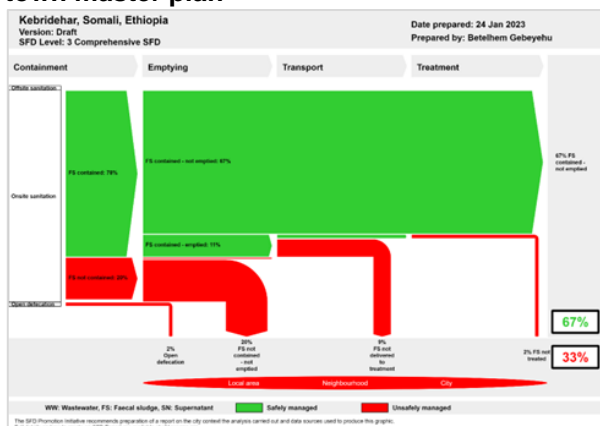 town master plan
Kebridehar, Somali, Ethiopia
Version: Draft
SFD Level: 3 Comprehensive SFD
Date prepared: 24 Jan 2023
Prepared by: Betelhem Gebeyehu
Containment
Emptying
Transport
Treatment
Offsite sanitation
FS contained: 78%
FS contained - not emptied: 67%
67% FS
contained -
not emptied
Onsite sanitation
FS contained - emptied: 11%
FS not contained: 20%
Open defecation
67%
33%
2%
Open
defecation
20%
FS not
contained
- not
emptied
9%
FS not
delivered
to
treatment
2% FS not
treated
Local area
Neighbourhood
City
WW: Wastewater, FS: Faecal sludge, SN: Supernatant
Safely managed
Unsafely managed
The SFD Promotion Initiative recommends preparation of a report on the city context the analysis carried out and data sources used to produce this graphic.